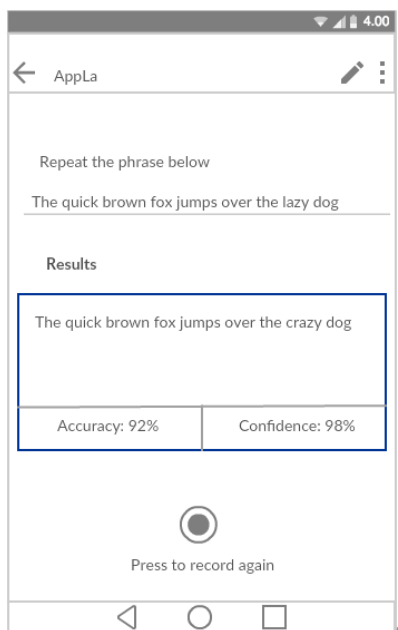 4.00
AppLa
Repeat the phrase below
The quick brown fox jumps over the lazy dog
Results
The quick brown fox jumps over the crazy dog
Accuracy: 92% Confidence: 98%
Press to record again